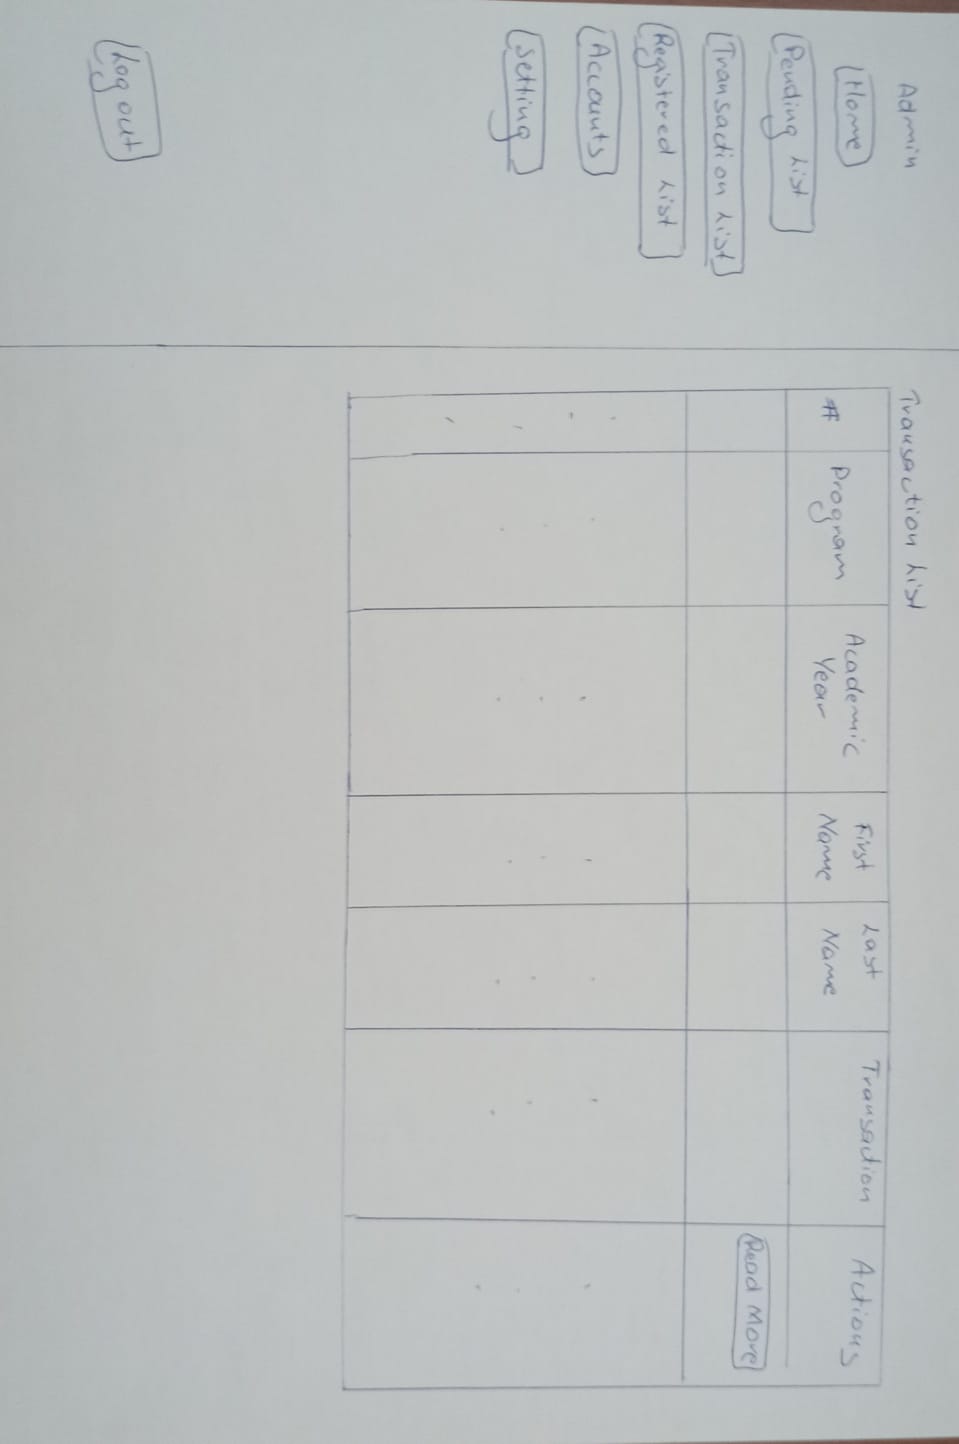 Admin
Home
Pending List
Transaction List
Registered List
Accounts
Setting
Log out
Transaction List
#
Program
Academic
Year
First
Name
Last
Name
Transaction
Actions
Read More